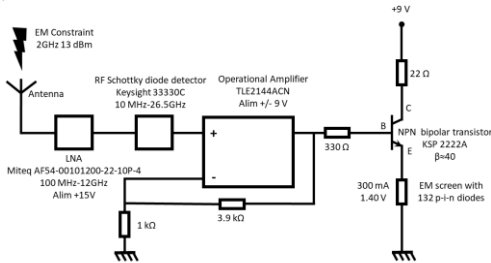 +9 V
EM Constraint
2GHz 13 dBm
Antenna
RF Schottky diode detector
Keysight 33330C
10 MHz-26.5GHz
Operational Amplifier
TLE2144ACN
Alim +/- 9 V
22 Ω
C
B
NPN bipolar transistor
KSP 2222A
β≈40
E
+
-
330 Ω
LNA
Miteq AF54-00101200-22-10P-4
100 MHz-12GHz
Alim +15V
300 mA
1.40 V
EM screen with
132 p-i-n diodes
3.9 kΩ
1 kΩ